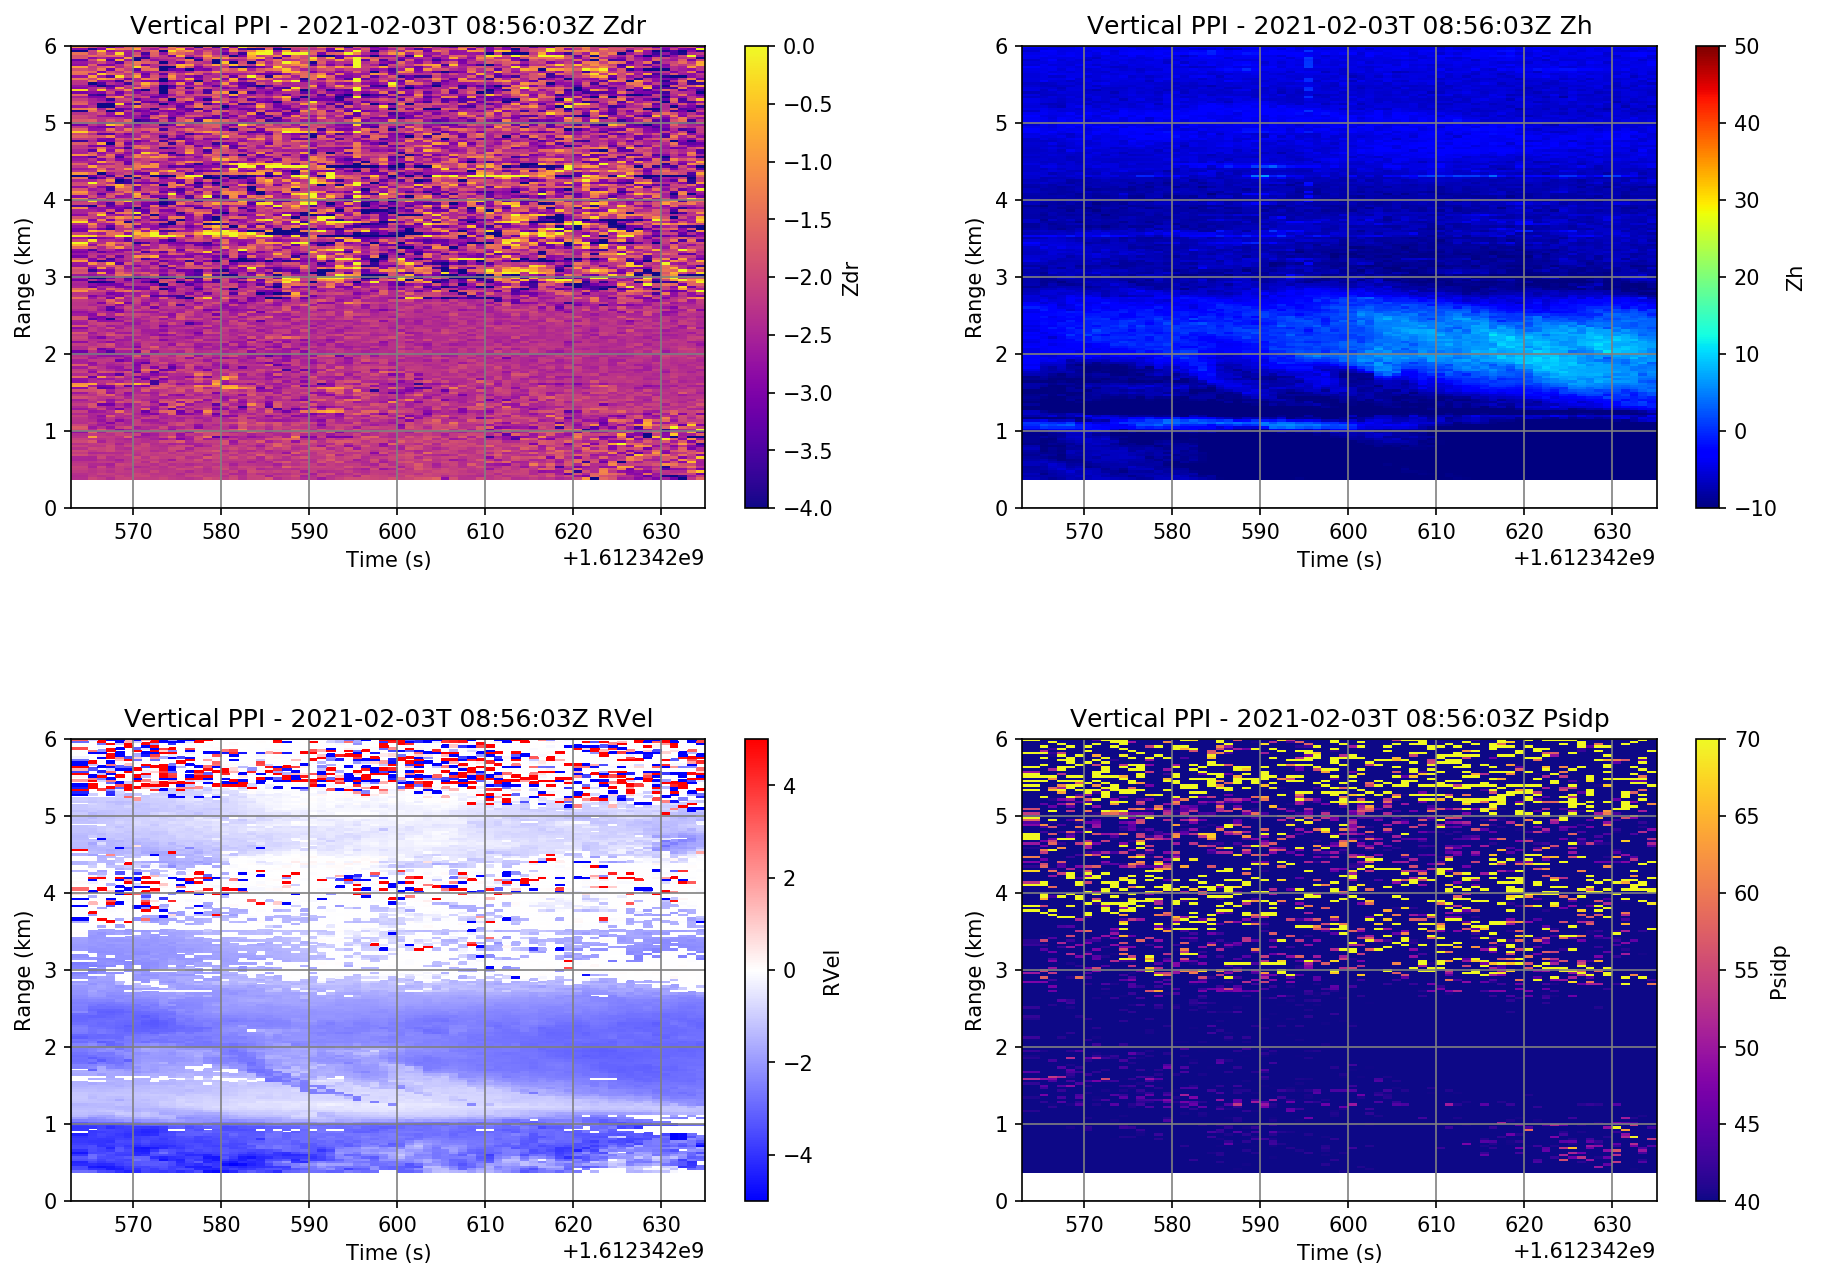 Vertical PPI - 2021-02-03T 08:56:03Z Zdr
6
5
4
3
2
1
0
Range (km)
570 580 590 600 610 620 630
Time (s)
+1.612342e9
0.0
−0.5
−1.0
−1.5
−2.0
−2.5
−3.0
−3.5
−4.0
Zdr
Vertical PPI - 2021-02-03T 08:56:03Z Zh
6
5
4
3
2
1
0
Range (km)
570 580 590 600 610 620 630
Time (s)
+1.612342e9
50
40
30
20
10
0
−10
Zh
Vertical PPI - 2021-02-03T 08:56:03Z RVel
6
5
4
3
2
1
0
Range (km)
570 580 590 600 610 620 630
Time (s)
+1.612342e9
4
2
0
−2
−4
RVel
Vertical PPI - 2021-02-03T 08:56:03Z Psidp
6
5
4
3
2
1
0
Range (km)
570 580 590 600 610 620 630
Time (s)
+1.612342e9
70
65
60
55
50
45
40
Psidp